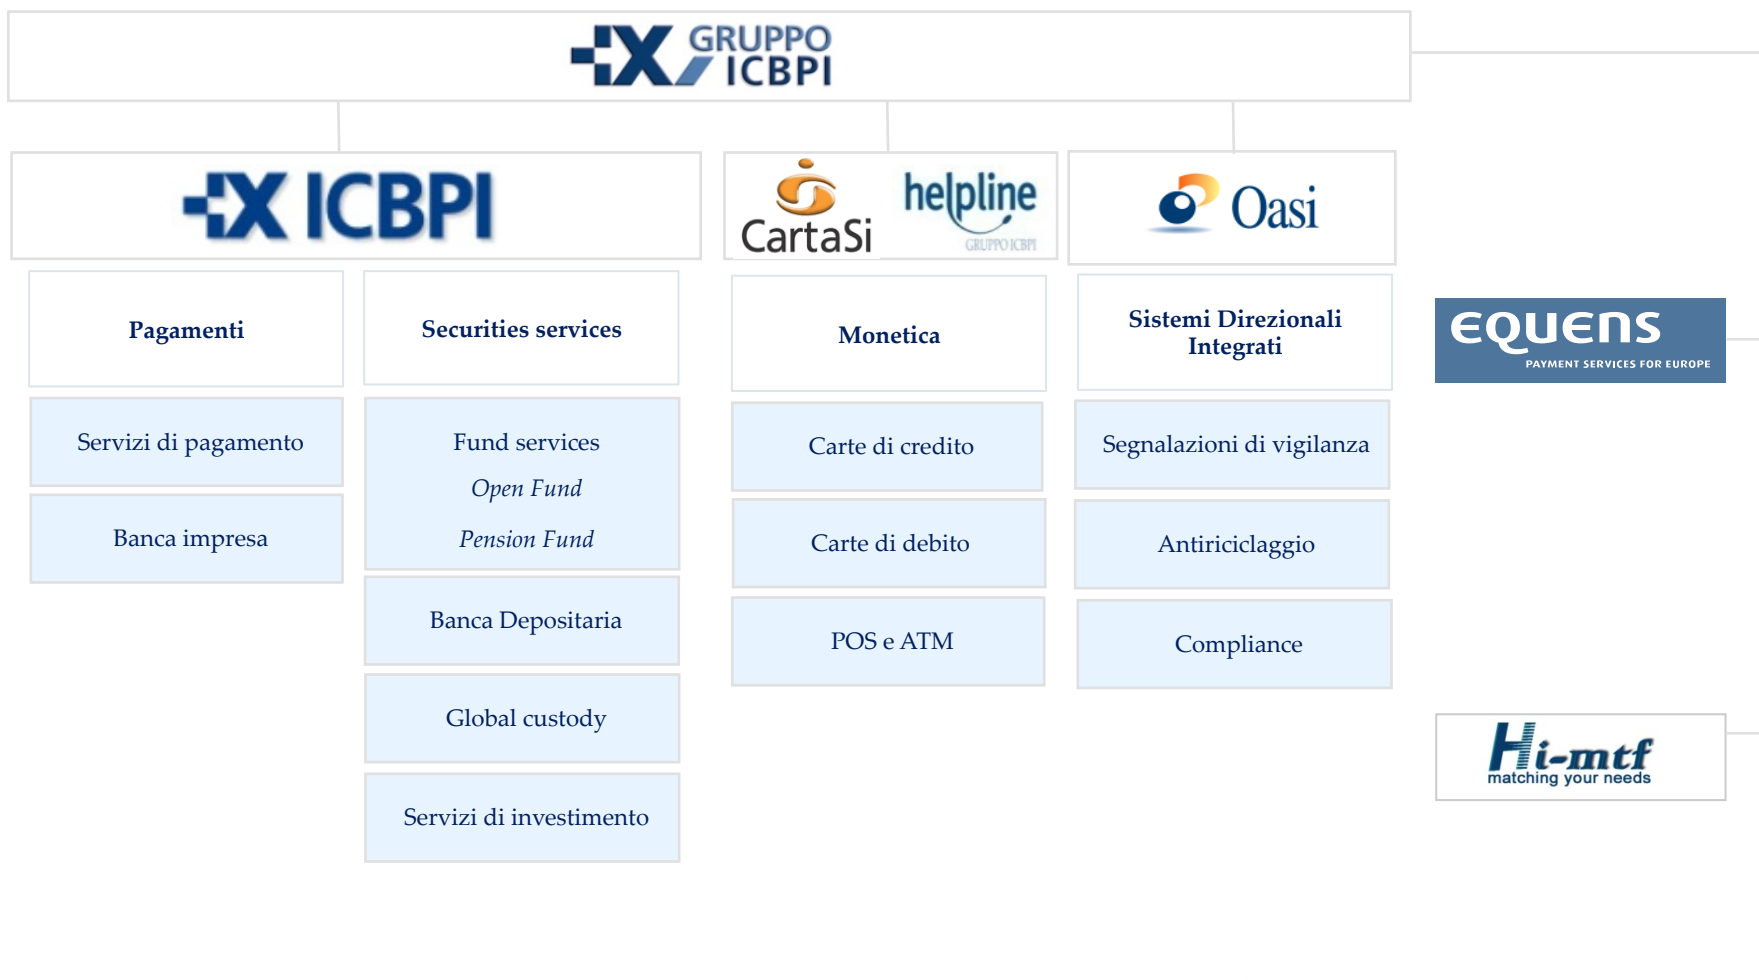 GRUPPO
ICBPI
ICBPI
CartaSi
helpline
GRUPPO ICBPI
Oasi
Pagamenti
Servizi di pagamento
Banca impresa
Securities services
Fund services
Open Fund
Pension Fund
Banca Depositaria
Global custody
Servizi di investimento
Monetica
Carte di credito
Carte di debito
POS e ATM
Sistemi Direzionali
Integrati
Segnalazioni di vigilanza
Antiriciclaggio
Compliance
EQUENS
PAYMENT SERVICES FOR EUROPE
Hi-mtf
matching your needs